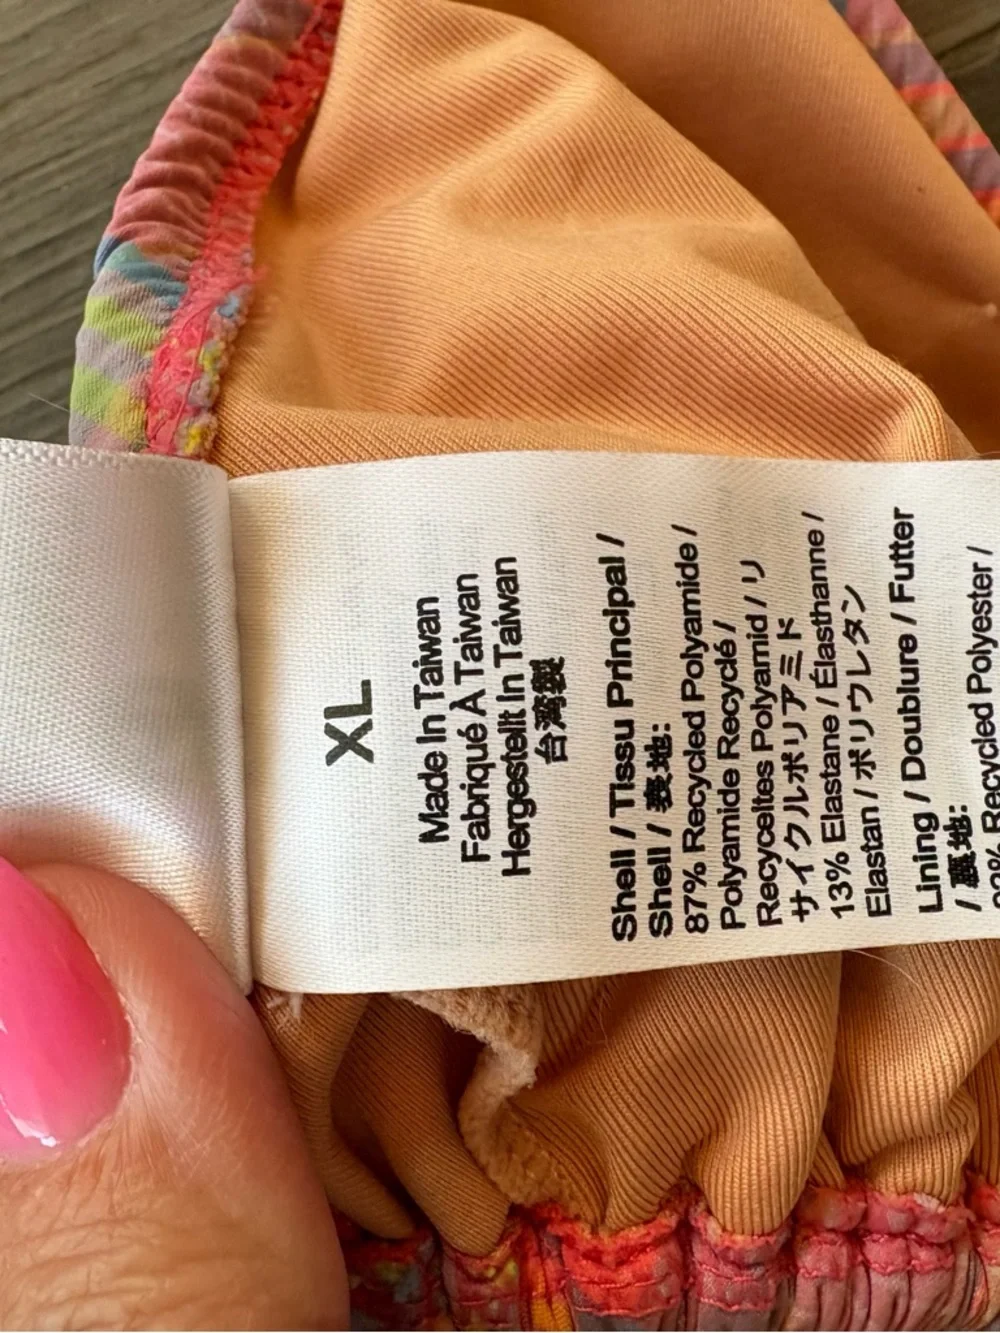 XL
Made In Taiwan
Fabriqué À Taiwan
Hergestellt In Taiwan
台灣製
Shell / Tissu Principal /
Shell / 表地:
87% Recycled Polyamide /
Polyamide Recyclé /
Recyceltes Polyamid / リ
サイクルポリアミド
13% Elastane / Élasthanne /
Elastan / ポリウレタン
Lining / Doublure / Futter
/ 裏地:
Recycled Polyester /